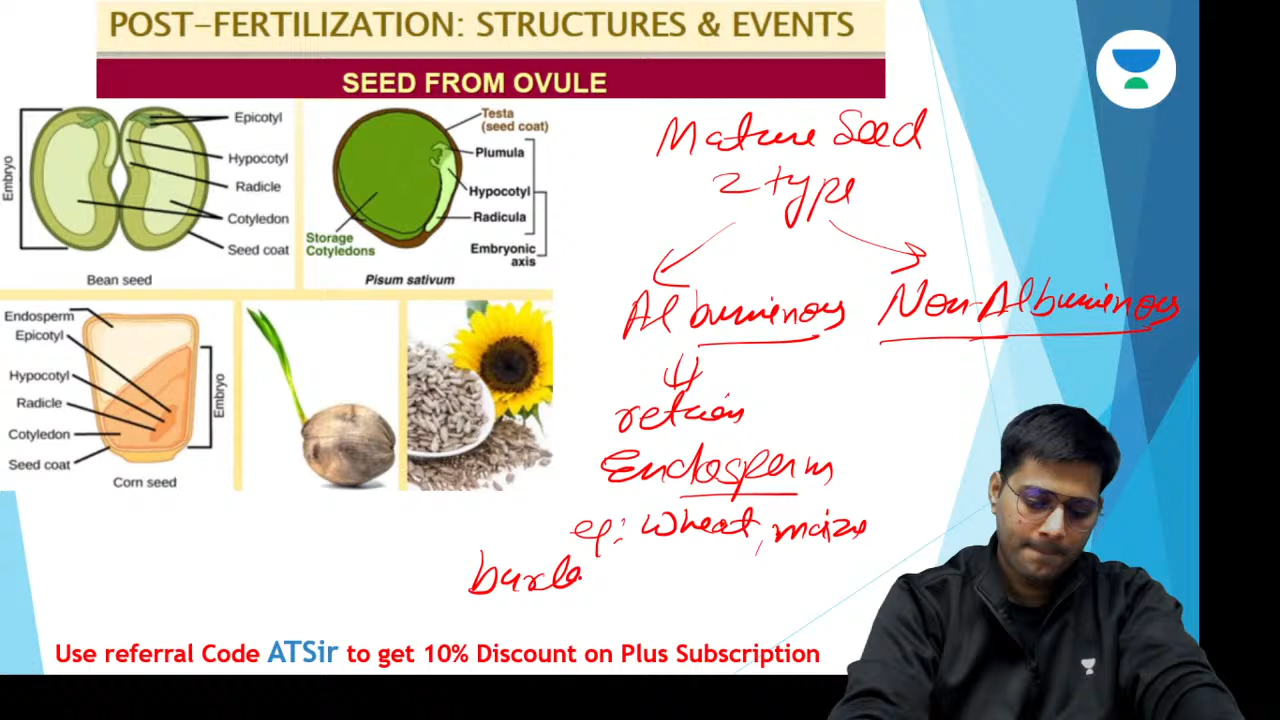 POST-FERTILIZATION: STRUCTURES & EVENTS
SEED FROM OVULE
Epicotyl
Hypocotyl
Radicle
Cotyledon
Seed coat
Embryo
Bean seed
Testa
(seed coat)
Plumula
Hypocotyl
Radicula
Storage
Cotyledons
Embryonic
axis
Pisum sativum
Endosperm
Epicotyl
Hypocotyl
Radicle
Cotyledon
Seed coat
Embryo
Corn seed
Mature Seed
2 type
Albuminous
Non-Albuminous
retain
Endosperm
eg: wheat, maize
barle
Use referral Code ATSir to get 10% Discount on Plus Subscription